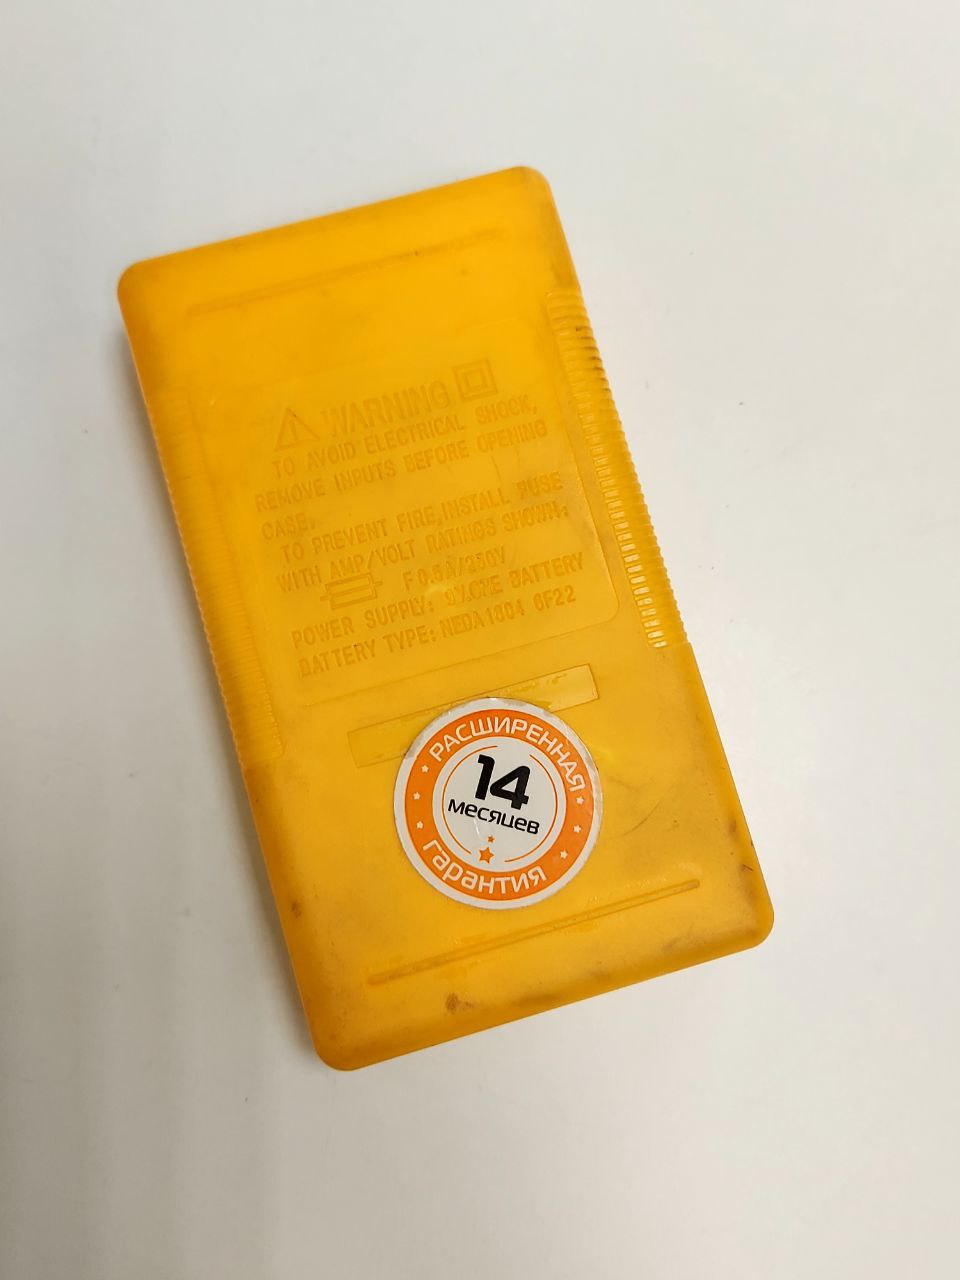 WARNING
TO AVOID ELECTRICAL SHOCK,
REMOVE INPUTS BEFORE OPENING
CASE.
TO PREVENT FIRE,INSTALL FUSE
WITH AMP/VOLT RATINGS SHOWN:
F 0.5A/250V
POWER SUPPLY: 9V,ONE BATTERY
BATTERY TYPE: NEDA1604 6F22
РАСШИРЕННАЯ
14
месяцев
гарантия